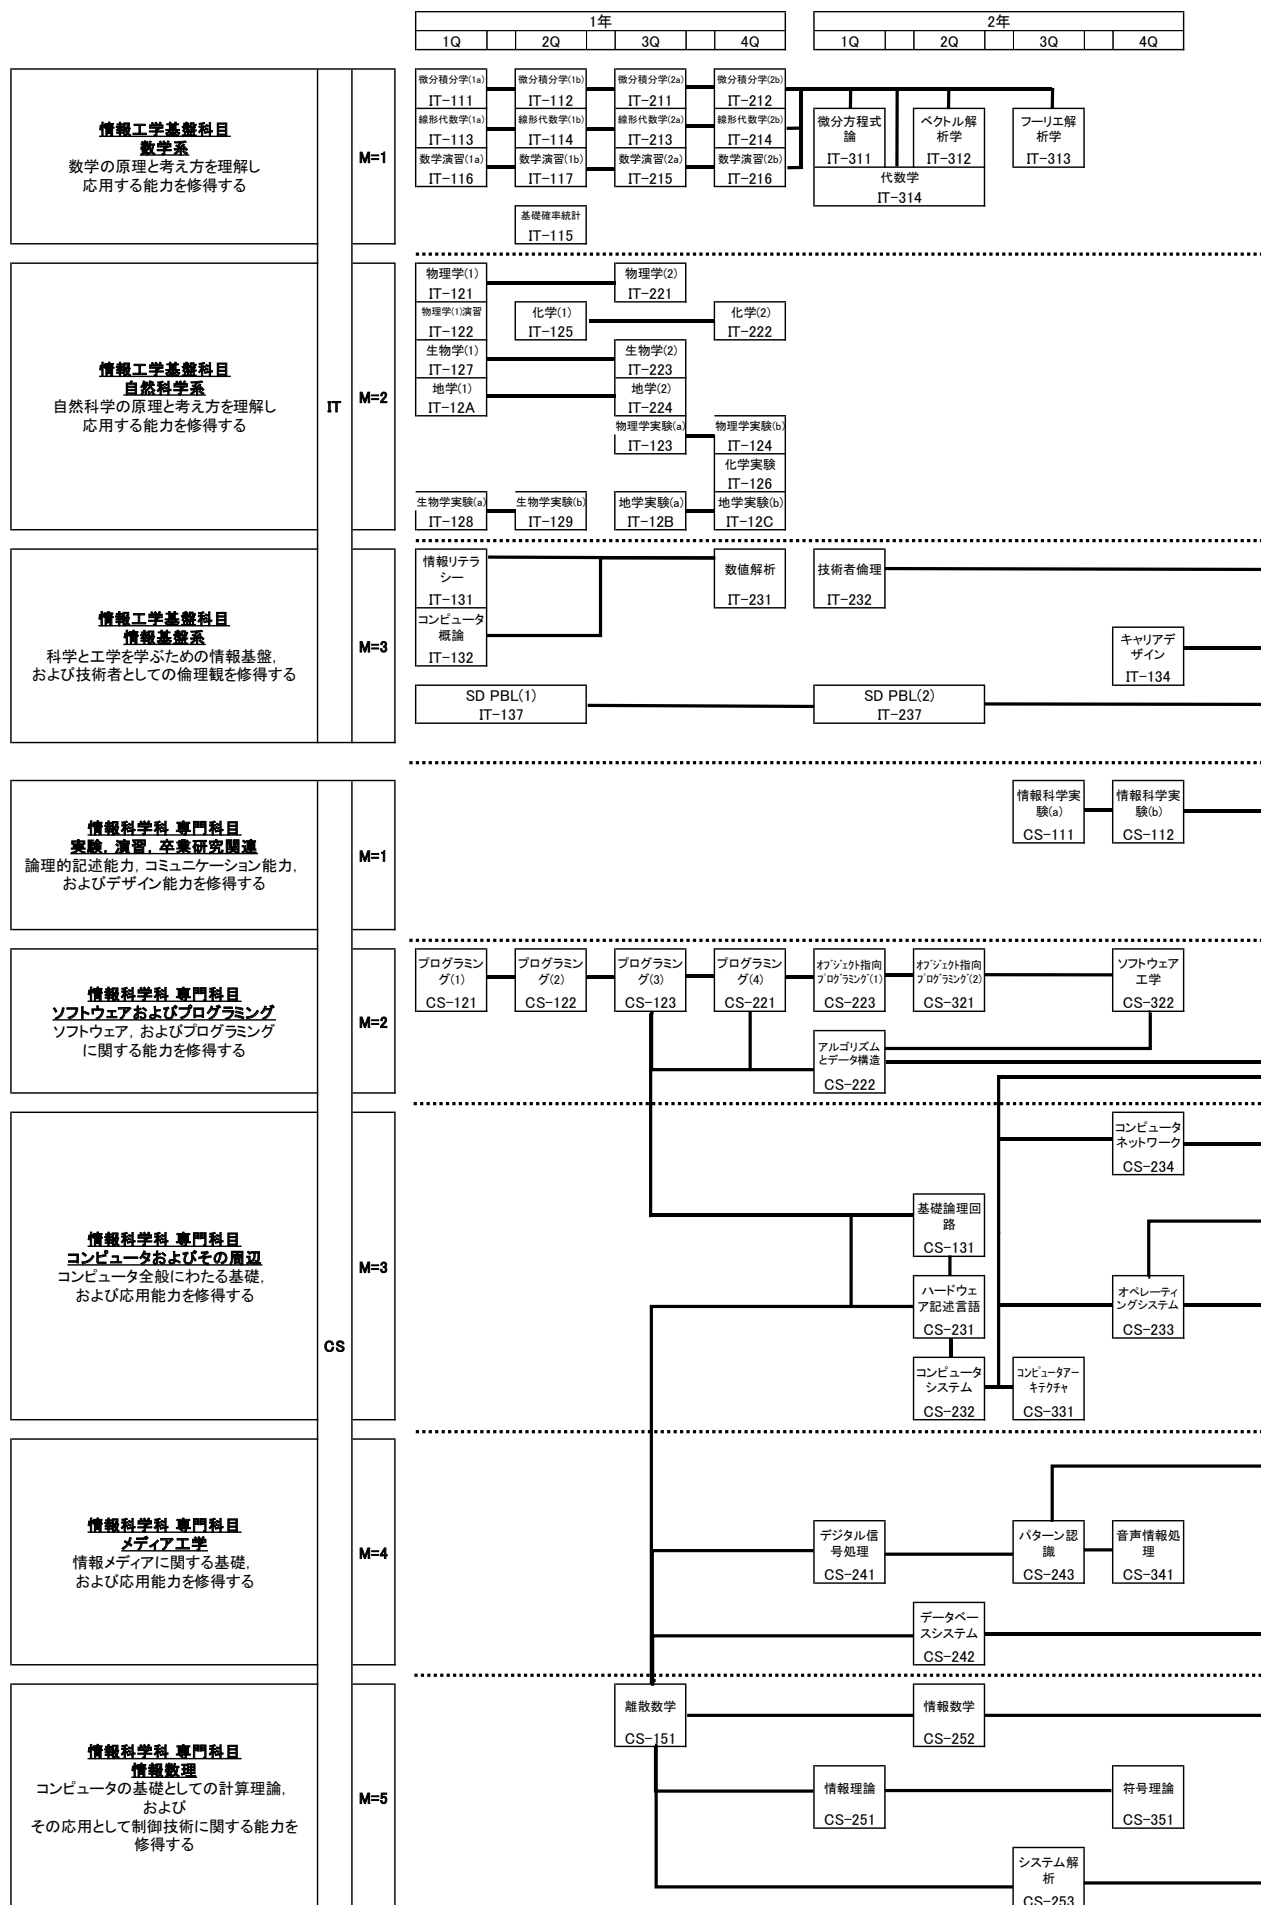 1年
2年
1Q
2Q
3Q
4Q
1Q
2Q
3Q
4Q
情報工学基盤科目
数学系
数学の原理と考え方を理解し
応用する能力を修得する
M=1
微分積分学(1a)
IT-111
微分積分学(1b)
IT-112
微分積分学(2a)
IT-211
微分積分学(2b)
IT-212
線形代数学(1a)
IT-113
線形代数学(1b)
IT-114
線形代数学(2a)
IT-213
線形代数学(2b)
IT-214
数学演習(1a)
IT-116
数学演習(1b)
IT-117
数学演習(2a)
IT-215
数学演習(2b)
IT-216
微分方程式
論
IT-311
ベクトル解
析学
IT-312
フーリエ解
析学
IT-313
代数学
IT-314
基礎確率統計
IT-115
IT
情報工学基盤科目
自然科学系
自然科学の原理と考え方を理解し
応用する能力を修得する
M=2
物理学(1)
IT-121
物理学(2)
IT-221
物理学(1)演習
IT-122
化学(1)
IT-125
化学(2)
IT-222
生物学(1)
IT-127
生物学(2)
IT-223
地学(1)
IT-12A
地学(2)
IT-224
物理学実験(a)
IT-123
物理学実験(b)
IT-124
化学実験
IT-126
生物学実験(a)
IT-128
生物学実験(b)
IT-129
地学実験(a)
IT-12B
地学実験(b)
IT-12C
情報工学基盤科目
情報基盤系
科学と工学を学ぶための情報基盤,
および技術者としての倫理観を修得する
M=3
情報リテラ
シー
IT-131
数値解析
IT-231
技術者倫理
IT-232
コンピュータ
概論
IT-132
キャリアデ
ザイン
IT-134
SD PBL(1)
IT-137
SD PBL(2)
IT-237
CS
情報科学科 専門科目
実験, 演習, 卒業研究関連
論理的記述能力, コミュニケーション能力,
およびデザイン能力を修得する
M=1
情報科学実
験(a)
CS-111
情報科学実
験(b)
CS-112
情報科学科 専門科目
ソフトウェアおよびプログラミング
ソフトウェア, およびプログラミング
に関する能力を修得する
M=2
プログラミン
グ(1)
CS-121
プログラミン
グ(2)
CS-122
プログラミン
グ(3)
CS-123
プログラミン
グ(4)
CS-221
オブジェクト指向
プログラミング(1)
CS-223
オブジェクト指向
プログラミング(2)
CS-321
ソフトウェア
工学
CS-322
アルゴリズム
とデータ構造
CS-222
情報科学科 専門科目
コンピュータおよびその周辺
コンピュータ全般にわたる基礎,
および応用能力を修得する
M=3
コンピュータ
ネットワーク
CS-234
基礎論理回
路
CS-131
ハードウェ
ア記述言語
CS-231
オペレーティ
ングシステム
CS-233
コンピュータ
システム
CS-232
コンピュータアー
キテクチャ
CS-331
情報科学科 専門科目
メディア工学
情報メディアに関する基礎,
および応用能力を修得する
M=4
デジタル信
号処理
CS-241
パターン認
識
CS-243
音声情報処
理
CS-341
データベー
スシステム
CS-242
情報科学科 専門科目
情報数理
コンピュータの基礎としての計算理論,
および
その応用として制御技術に関する能力を
修得する
M=5
離散数学
CS-151
情報数学
CS-252
情報理論
CS-251
符号理論
CS-351
システム解
析
CS-253